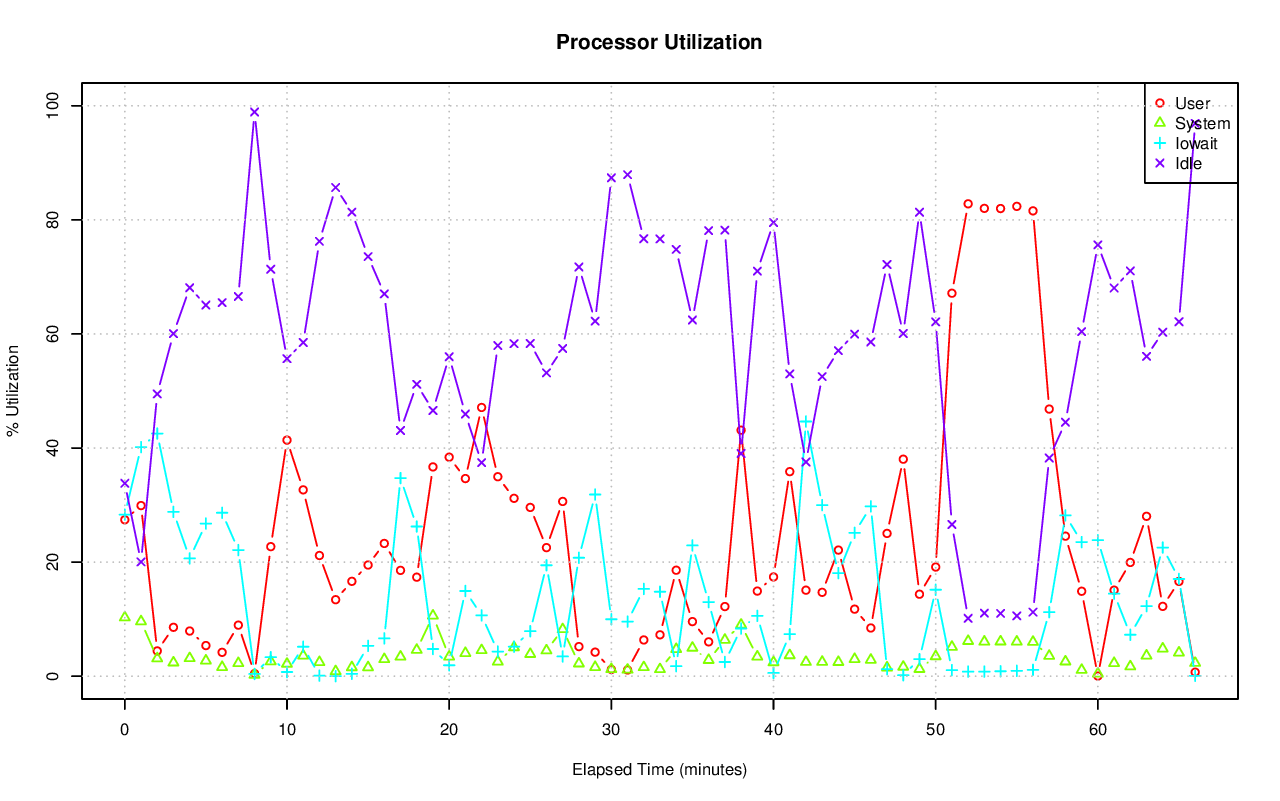 Processor Utilization
% Utilization
100
80
60
40
20
0
User
System
Iowait
Idle
0 10 20 30 40 50 60
Elapsed Time (minutes)